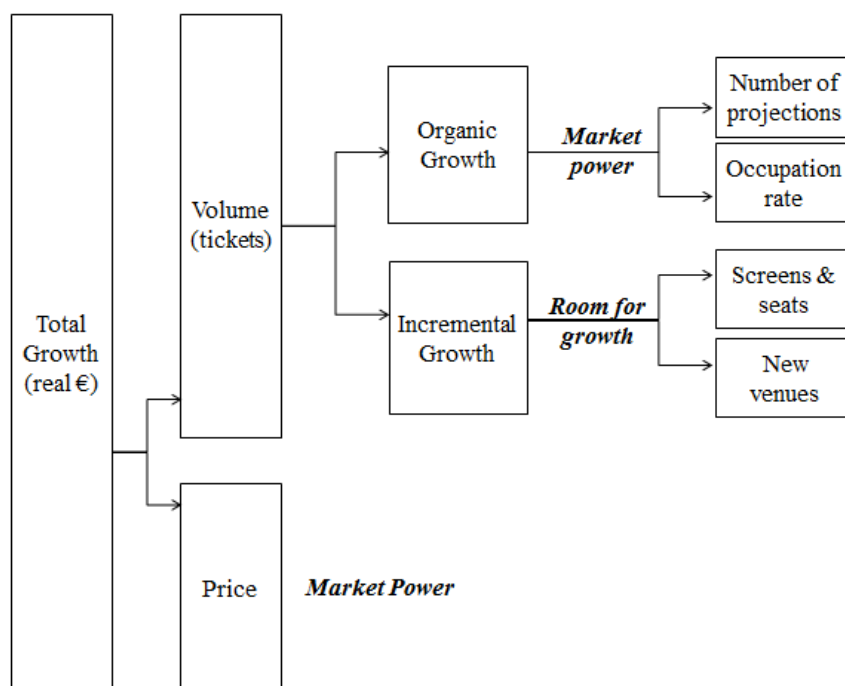 Total
Growth
(real €)
Volume
(tickets)
Price
Market Power
Organic
Growth
Incremental
Growth
Market
power
Room for
growth
Number of
projections
Occupation
rate
Screens &
seats
New
venues